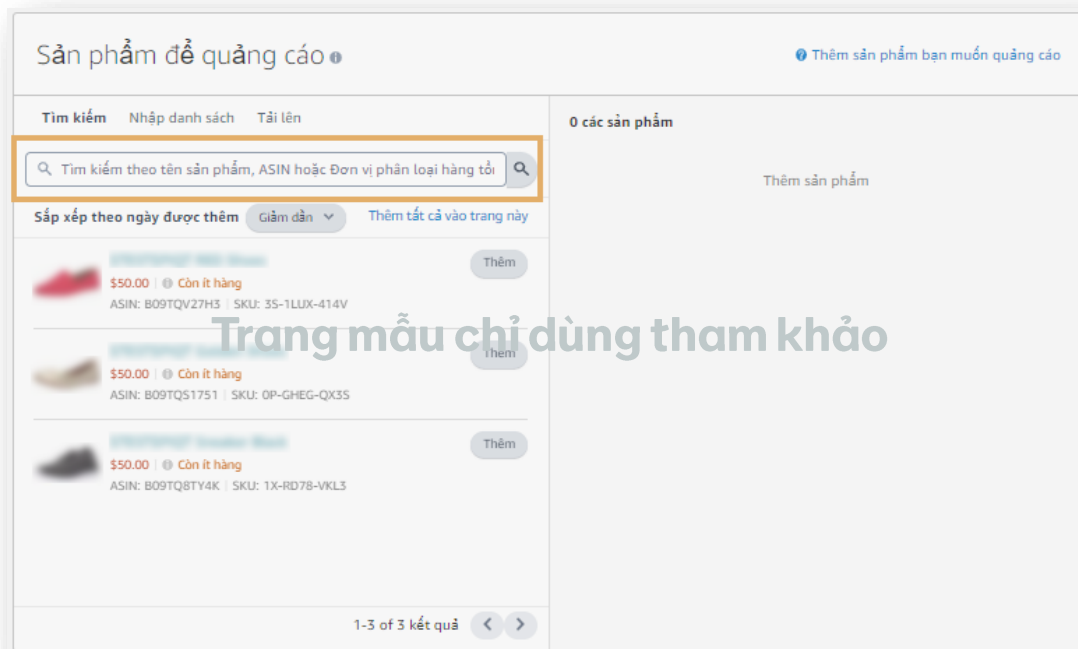 Sản phẩm để quảng cáo
Thêm sản phẩm bạn muốn quảng cáo
Tìm kiếm Nhập danh sách Tải lên
Tìm kiếm theo tên sản phẩm, ASIN hoặc Đơn vị phân loại hàng tồ
Sắp xếp theo ngày được thêm Giảm dần Thêm tất cả vào trang này
Thêm
$50.00 Còn ít hàng
ASIN: B09TQV27H3 SKU: 3S-1LUX-414V
Thêm
$50.00 Còn ít hàng
ASIN: B09TQS1751 SKU: 0P-GHEG-QX3S
Thêm
$50.00 Còn ít hàng
ASIN: B09TQ8TY4K SKU: 1X-RD78-VKL3
1-3 of 3 kết quả
0 các sản phẩm
Thêm sản phẩm
Trang mẫu chỉ dùng tham khảo